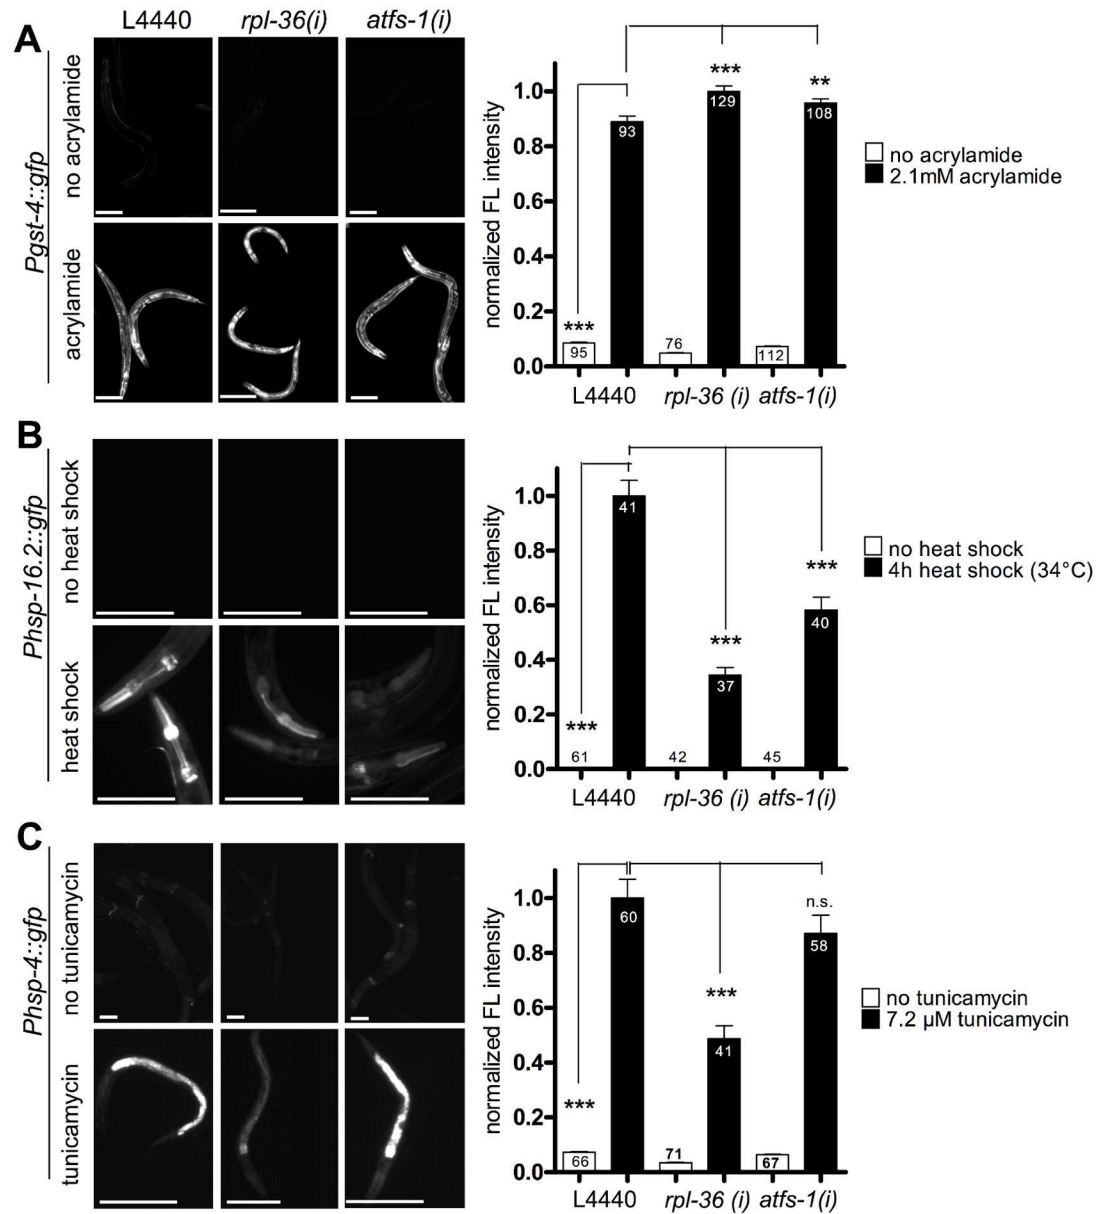 L4440 rpl-36(i) atfs-1(i)
A
Pgst-4::gfp
no acrylamide
acrylamide
normalized FL intensity
1.0
0.8
0.6
0.4
0.2
0.0
*** *** **
95 93 76 129 112 108
L4440 rpl-36 (i) atfs-1(i)
no acrylamide
2.1mM acrylamide
B
Phsp-16.2::gfp
no heat shock
heat shock
normalized FL intensity
1.0
0.8
0.6
0.4
0.2
0.0
*** *** ***
61 41 42 37 45 40
L4440 rpl-36 (i) atfs-1(i)
no heat shock
4h heat shock (34°C)
C
Phsp-4::gfp
no tunicamycin
tunicamycin
normalized FL intensity
1.0
0.8
0.6
0.4
0.2
0.0
*** *** n.s.
66 60 71 41 67 58
L4440 rpl-36 (i) atfs-1(i)
no tunicamycin
7.2 µM tunicamycin